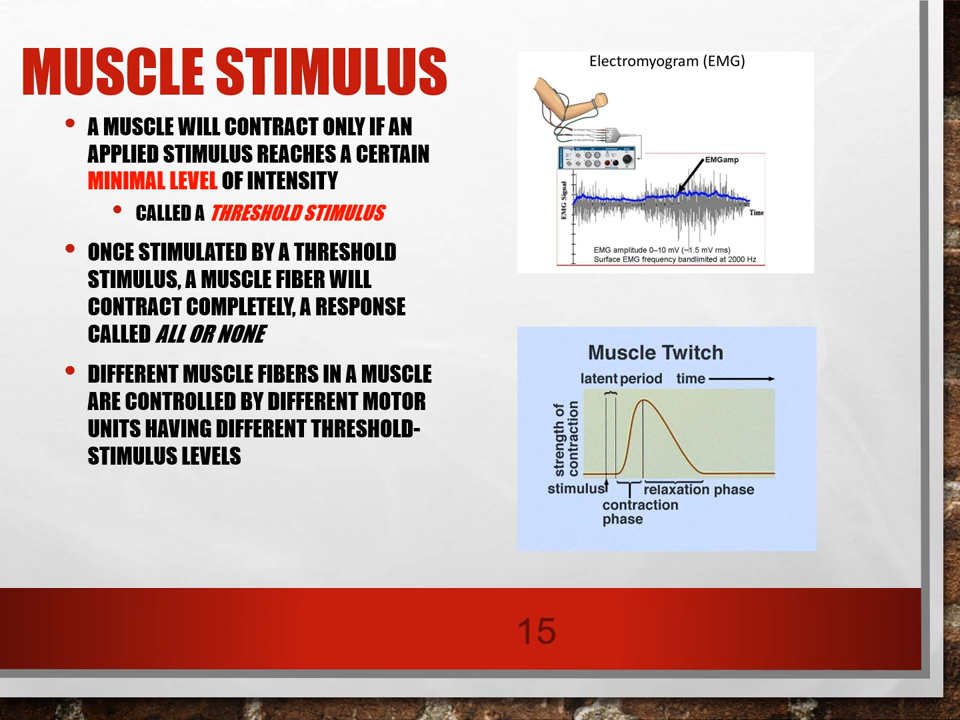 MUSCLE STIMULUS
• A MUSCLE WILL CONTRACT ONLY IF AN
APPLIED STIMULUS REACHES A CERTAIN
MINIMAL LEVEL OF INTENSITY
• CALLED A THRESHOLD STIMULUS
• ONCE STIMULATED BY A THRESHOLD
STIMULUS, A MUSCLE FIBER WILL
CONTRACT COMPLETELY, A RESPONSE
CALLED ALL OR NONE
• DIFFERENT MUSCLE FIBERS IN A MUSCLE
ARE CONTROLLED BY DIFFERENT MOTOR
UNITS HAVING DIFFERENT THRESHOLD-
STIMULUS LEVELS
Electromyogram (EMG)
EMGamp
EMG Signal
Time
EMG amplitude 0–10 mV (~1.5 mV rms)
Surface EMG frequency bandlimited at 2000 Hz
Muscle Twitch
latent period time
strength of
contraction
stimulus
relaxation phase
contraction
phase
15